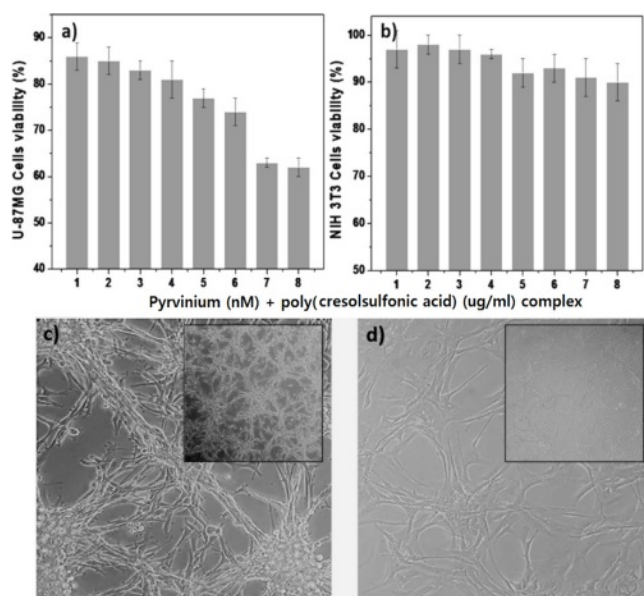 a)
U-87MG Cells viability (%)
90
80
70
60
50
40
1 2 3 4 5 6 7 8
b)
NIH 3T3 Cells viability (%)
100
90
80
70
60
50
1 2 3 4 5 6 7 8
Pyrvinium (nM) + poly(cresolsulfonic acid) (ug/ml) complex
c)
d)